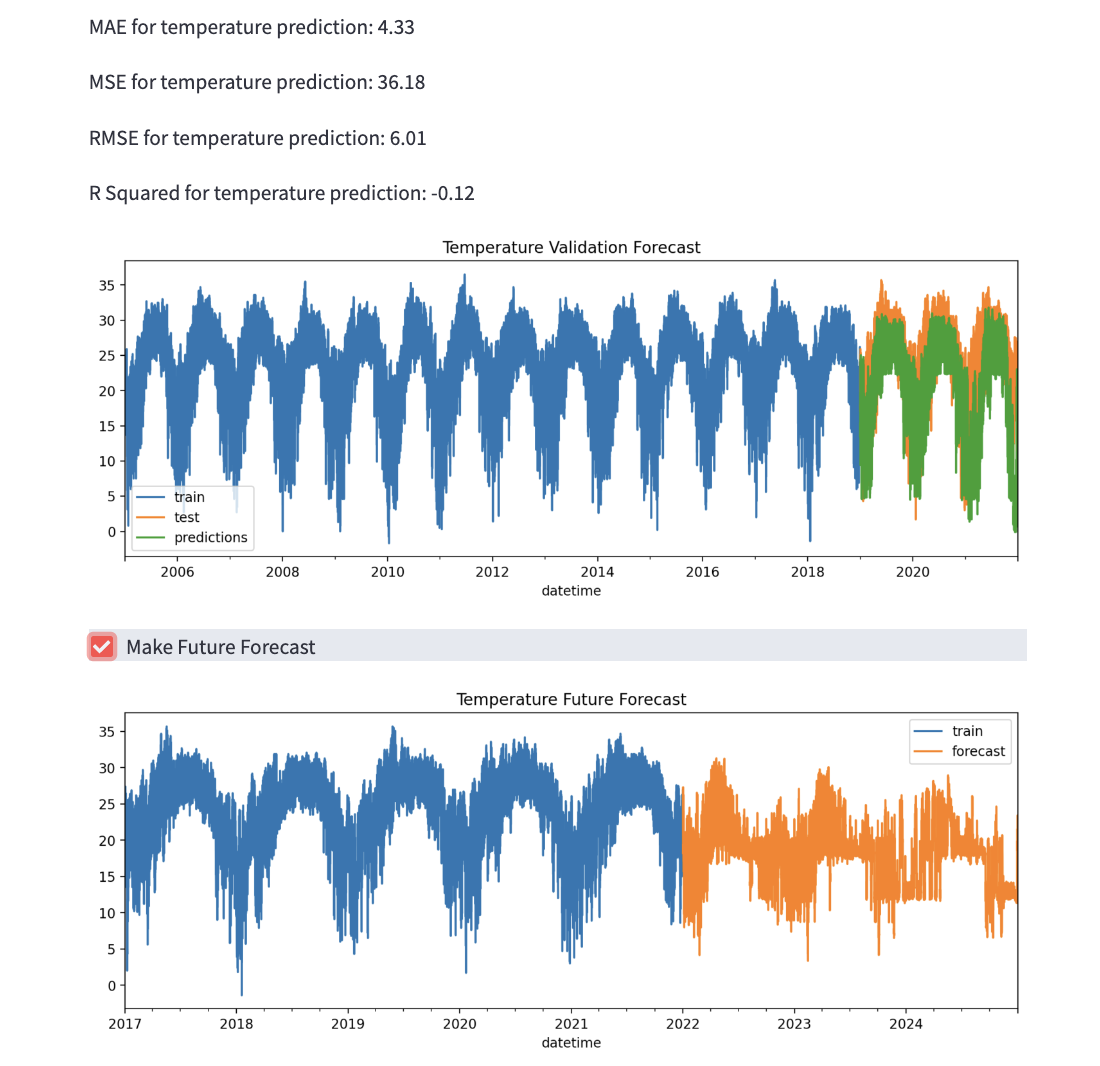 MAE for temperature prediction: 4.33
MSE for temperature prediction: 36.18
RMSE for temperature prediction: 6.01
R Squared for temperature prediction: -0.12
Temperature Validation Forecast
35
30
25
20
15
10
5
0
train
test
predictions
2006 2008 2010 2012 2014 2016 2018 2020
datetime
Make Future Forecast
Temperature Future Forecast
35
30
25
20
15
10
5
0
train
forecast
2017 2018 2019 2020 2021 2022 2023 2024
datetime